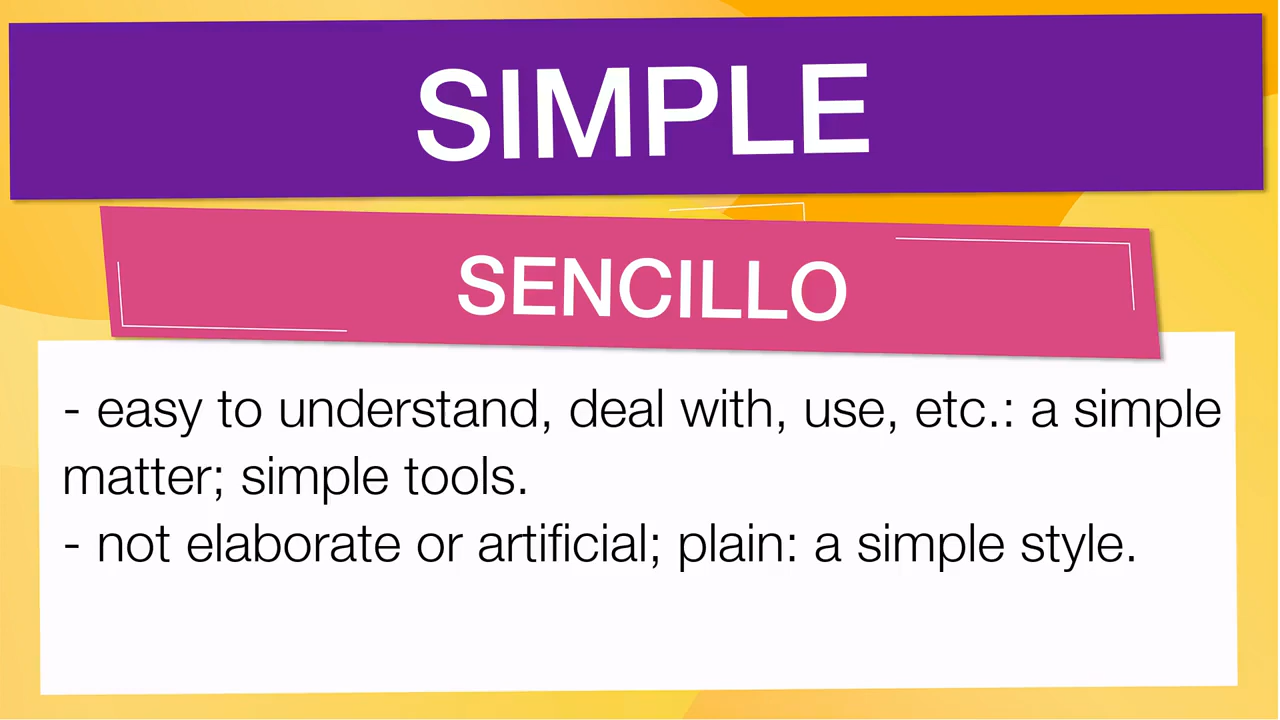 SIMPLE
SENCILLO
- easy to understand, deal with, use, etc.: a simple
matter; simple tools.
- not elaborate or artificial; plain: a simple style.